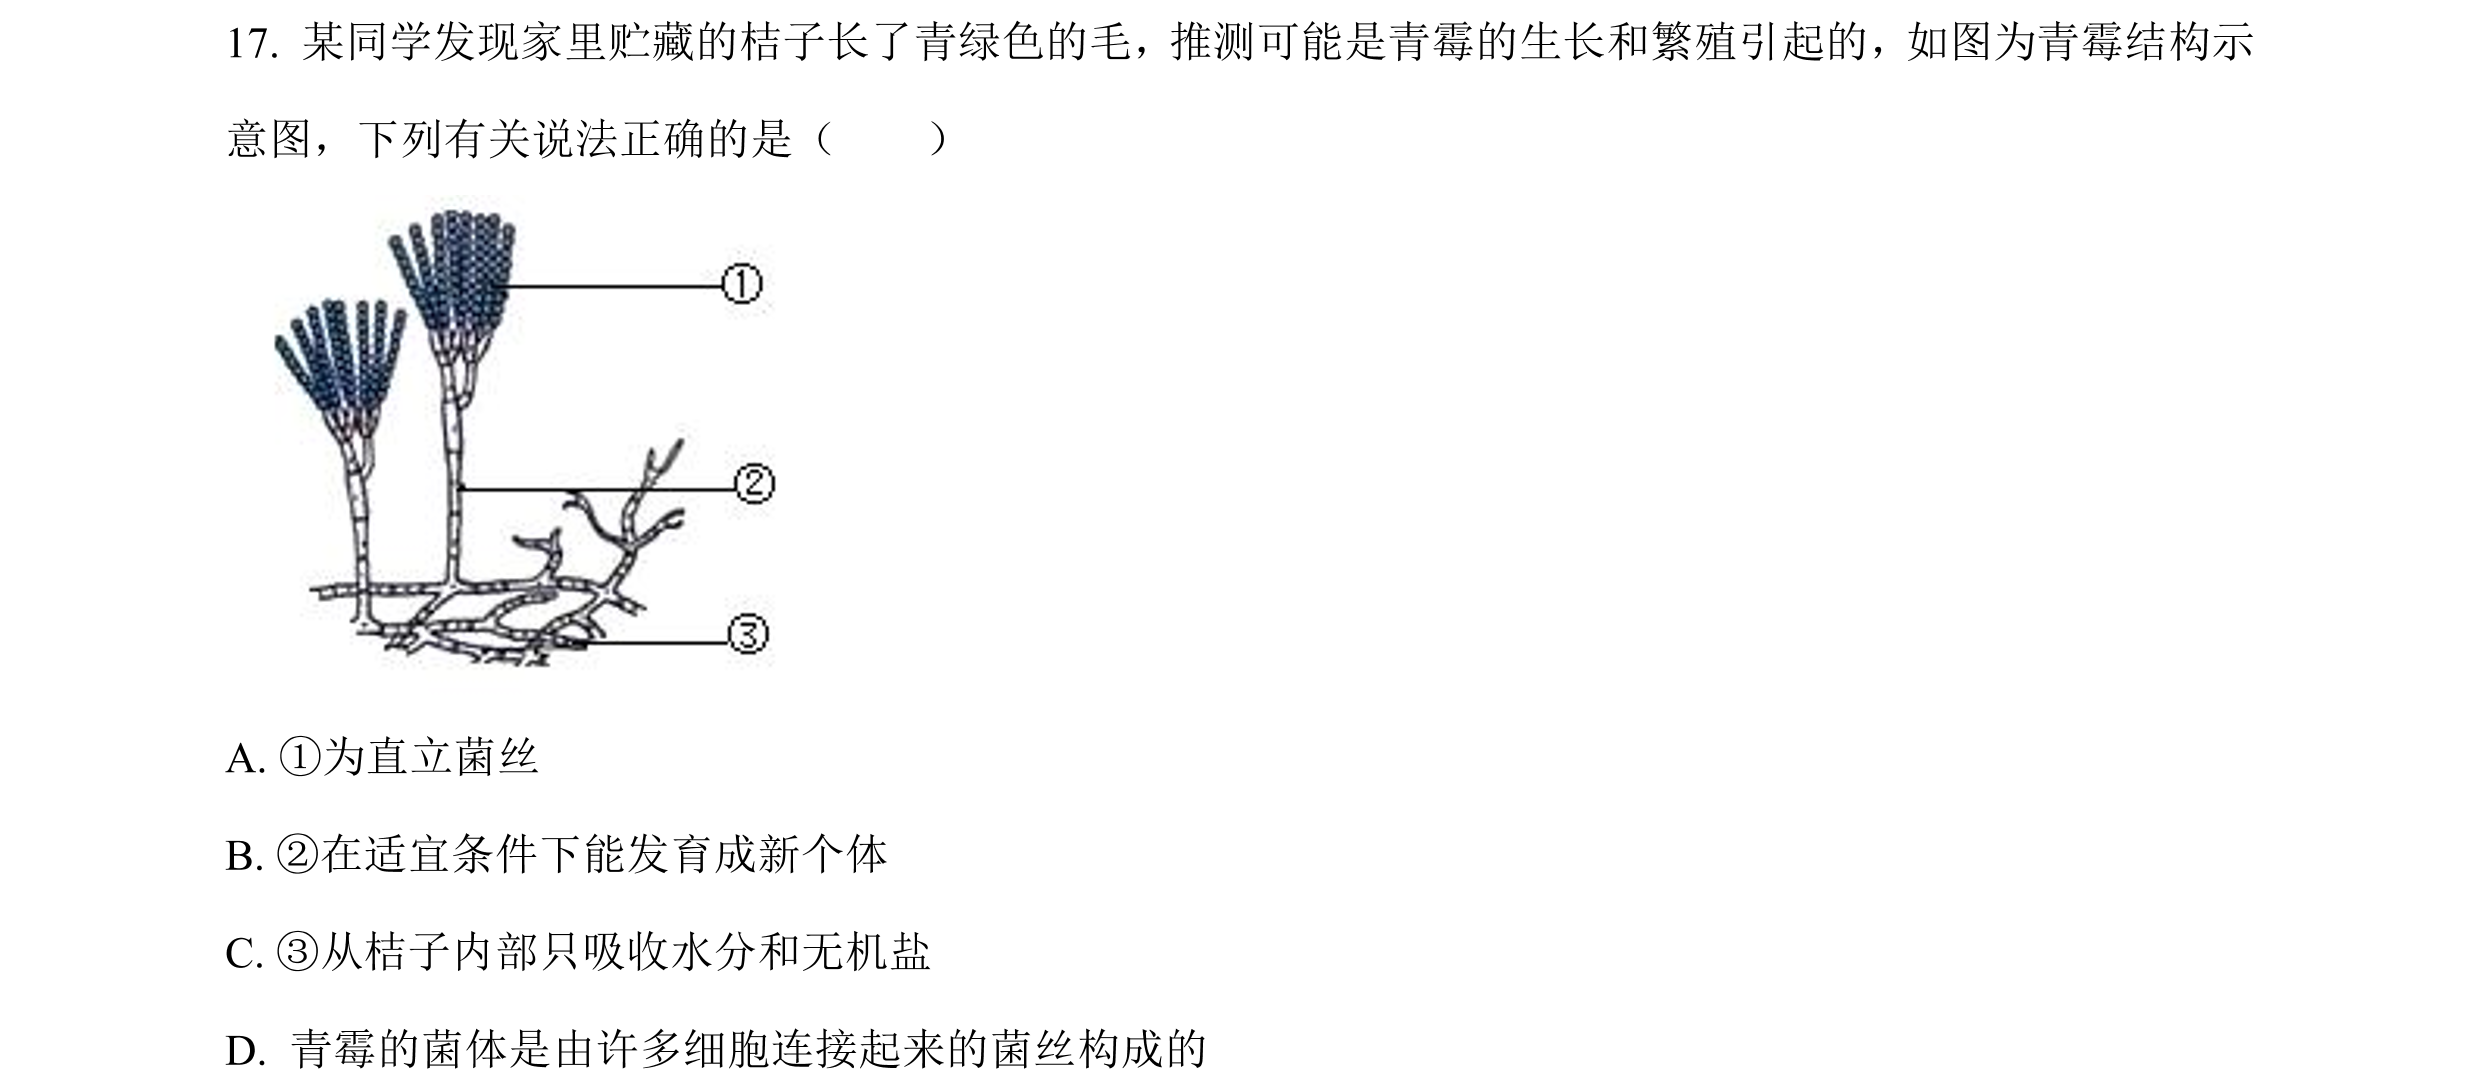 17. 某同学发现家里贮藏的桔子长了青绿色的毛，推测可能是青霉的生长和繁殖引起的，如图为青霉结构示
意图，下列有关说法正确的是（　　）
①
②
③
A. ①为直立菌丝
B. ②在适宜条件下能发育成新个体
C. ③从桔子内部只吸收水分和无机盐
D. 青霉的菌体是由许多细胞连接起来的菌丝构成的